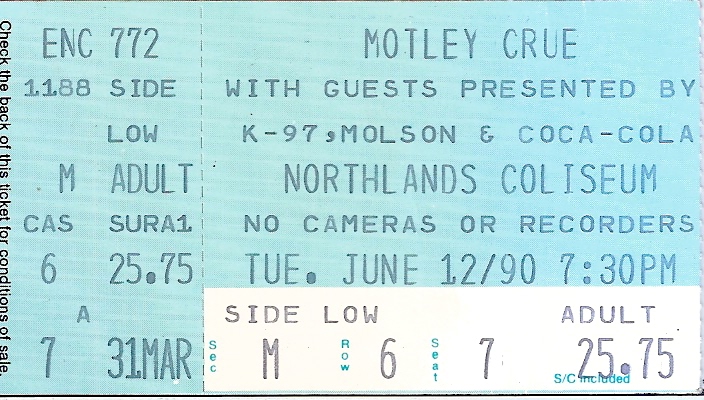 Check the back of this ticket for conditions of sale.
ENC 772
1188 SIDE
LOW
M ADULT
CAS SURA1
6 25.75
A
7 31MAR
MOTLEY CRUE
WITH GUESTS PRESENTED BY
K-97,MOLSON & COCA-COLA
NORTHLANDS COLISEUM
NO CAMERAS OR RECORDERS
TUE. JUNE 12/90 7:30PM
SIDE LOW ADULT
Sec M Row 6 Seat 7 25.75
S/C included